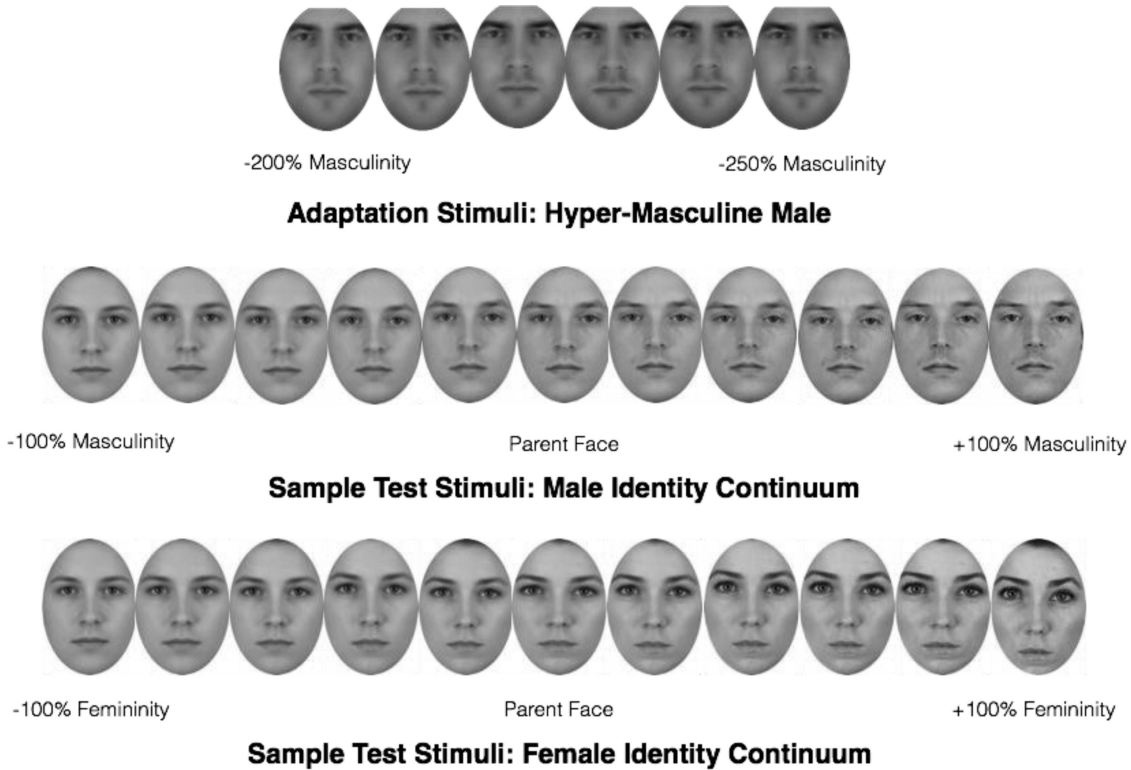 -200% Masculinity -250% Masculinity
Adaptation Stimuli: Hyper-Masculine Male
-100% Masculinity Parent Face +100% Masculinity
Sample Test Stimuli: Male Identity Continuum
-100% Femininity Parent Face +100% Femininity
Sample Test Stimuli: Female Identity Continuum